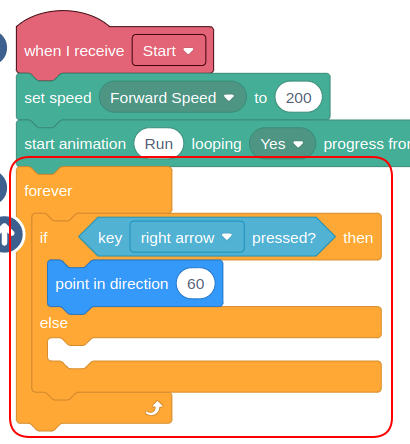 when I receive Start
set speed Forward Speed to 200
start animation Run looping Yes progress from
forever
if key right arrow pressed? then
point in direction 60
else